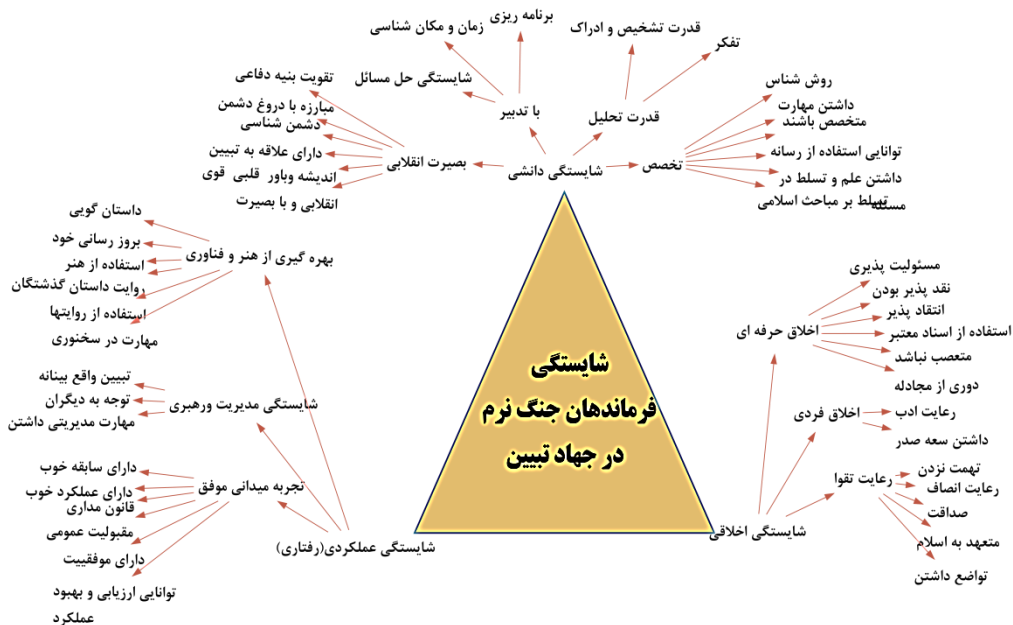 برنامه ریزی
زمان و مکان شناسی
قدرت تشخیص و ادراک
تفکر
شایستگی حل مسائل
با تدبیر
قدرت تحلیل
شایستگی دانشی
تخصص
روش شناس
داشتن مهارت
متخصص باشند
توانایی استفاده از رسانه
داشتن علم و تسلط در
مسئله
تسلط بر مباحث اسلامی
بصیرت انقلابی
تقویت بنیه دفاعی
مبارزه با دروغ دشمن
دشمن شناسی
دارای علاقه به تبیین
اندیشه وباور قلبی قوی
انقلابی و با بصیرت
شایستگی
فرماندهان جنگ نرم
در جهاد تبیین
شایستگی اخلاقی
اخلاق حرفه ای
مسئولیت پذیری
نقد پذیر بودن
انتقاد پذیر
استفاده از اسناد معتبر
متعصب نباشد
دوری از مجادله
اخلاق فردی
رعایت ادب
داشتن سعه صدر
رعایت تقوا
تهمت نزدن
رعایت انصاف
صداقت
متعهد به اسلام
تواضع داشتن
شایستگی عملکردی(رفتاری)
بهره گیری از هنر و فناوری
داستان گویی
بروز رسانی خود
استفاده از هنر
روایت داستان گذشتگان
استفاده از روایتها
مهارت در سخنوری
شایستگی مدیریت ورهبری
تبیین واقع بینانه
توجه به دیگران
مهارت مدیریتی داشتن
تجربه میدانی موفق
دارای سابقه خوب
دارای عملکرد خوب
قانون مداری
مقبولیت عمومی
دارای موفقییت
توانایی ارزیابی و بهبود
عملکرد